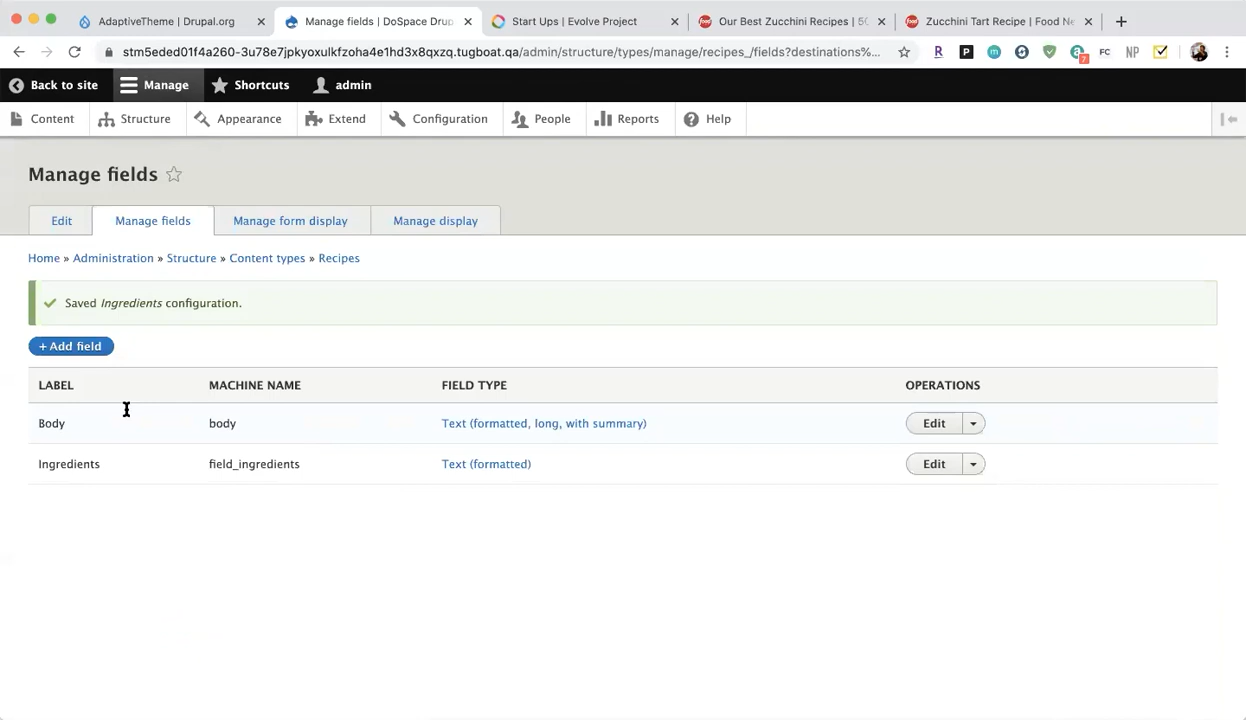 AdaptiveTheme | Drupal.org
Manage fields | DoSpace Drup
Start Ups | Evolve Project
Our Best Zucchini Recipes | 50
Zucchini Tart Recipe | Food Ne
stm5eded01f4a260-3u78e7jpkyoxulkfzoha4e1hd3x8qxzq.tugboat.qa/admin/structure/types/manage/recipes_/fields?destinations%...
R P m 7 FC NP
Back to site Manage Shortcuts admin
Content Structure Appearance Extend Configuration People Reports Help
Manage fields
Edit Manage fields Manage form display Manage display
Home » Administration » Structure » Content types » Recipes
Saved Ingredients configuration.
+ Add field
LABEL MACHINE NAME FIELD TYPE OPERATIONS
Body body Text (formatted, long, with summary) Edit
Ingredients field_ingredients Text (formatted) Edit